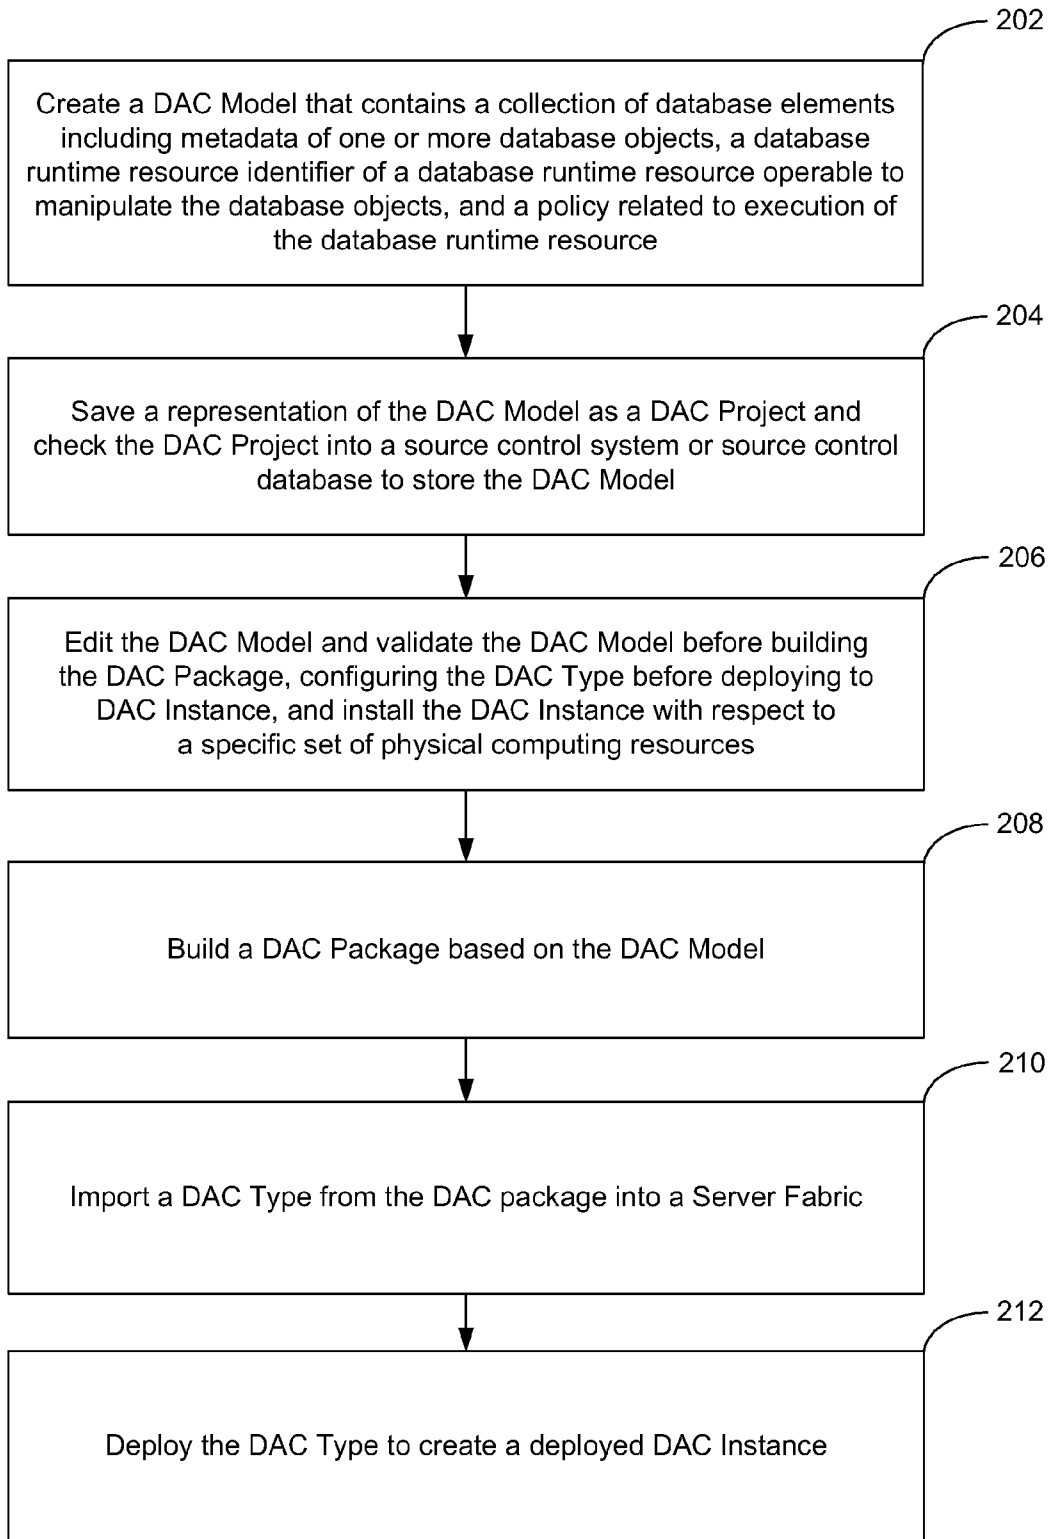 202
Create a DAC Model that contains a collection of database elements
including metadata of one or more database objects, a database
runtime resource identifier of a database runtime resource operable to
manipulate the database objects, and a policy related to execution of
the database runtime resource
204
Save a representation of the DAC Model as a DAC Project and
check the DAC Project into a source control system or source control
database to store the DAC Model
206
Edit the DAC Model and validate the DAC Model before building
the DAC Package, configuring the DAC Type before deploying to
DAC Instance, and install the DAC Instance with respect to
a specific set of physical computing resources
208
Build a DAC Package based on the DAC Model
210
Import a DAC Type from the DAC package into a Server Fabric
212
Deploy the DAC Type to create a deployed DAC Instance